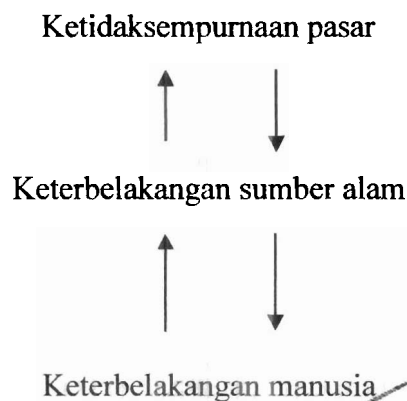 Ketidaksempurnaan pasar
Keterbelakangan sumber alam
Keterbelakangan manusia